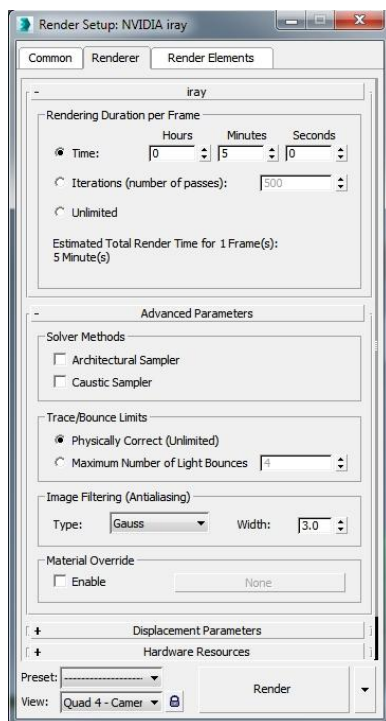 Render Setup: NVIDIA iray
Common Renderer Render Elements
- iray
Rendering Duration per Frame
Hours Minutes Seconds
Time: 0 5 0
Iterations (number of passes): 500
Unlimited
Estimated Total Render Time for 1 Frame(s):
5 Minute(s)
- Advanced Parameters
Solver Methods
Architectural Sampler
Caustic Sampler
Trace/Bounce Limits
Physically Correct (Unlimited)
Maximum Number of Light Bounces 4
Image Filtering (Antialiasing)
Type: Gauss Width: 3.0
Material Override
Enable None
+ Displacement Parameters
+ Hardware Resources
Preset: --------------------
Render
View: Quad 4 - Camer